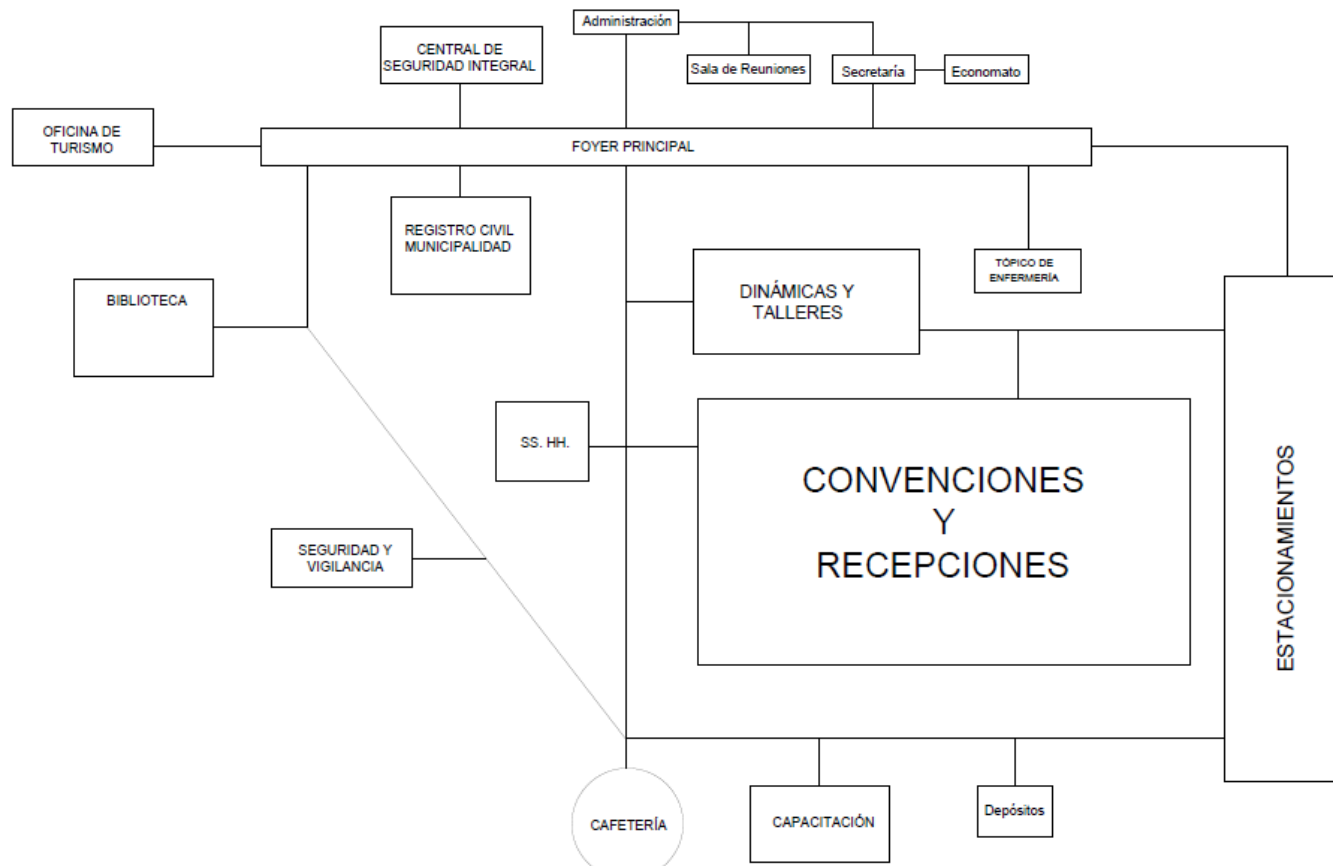 Administración
CENTRAL DE
SEGURIDAD INTEGRAL
Sala de Reuniones
Secretaría
Economato
OFICINA DE
TURISMO
FOYER PRINCIPAL
REGISTRO CIVIL
MUNICIPALIDAD
TÓPICO DE
ENFERMERÍA
BIBLIOTECA
DINÁMICAS Y
TALLERES
SS. HH.
CONVENCIONES
Y
RECEPCIONES
ESTACIONAMIENTOS
SEGURIDAD Y
VIGILANCIA
CAFETERÍA
CAPACITACIÓN
Depósitos